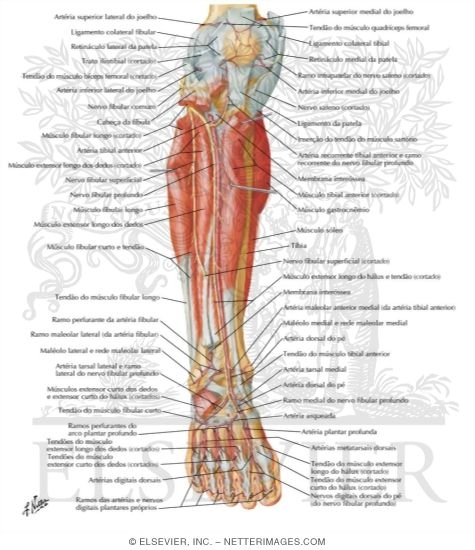 Artéria superior lateral do joelho
Ligamento colateral fibular
Retináculo lateral da patela
Trato iliotibial (cortado)
Tendão do músculo bíceps femoral (cortado)
Artéria inferior lateral do joelho
Nervo fibular comum
Cabeça da fíbula
Músculo fibular longo (cortado)
Artéria tibial anterior
Músculo extensor longo dos dedos (cortado)
Nervo fibular superficial
Nervo fibular profundo
Músculo fibular longo
Músculo extensor longo dos dedos
Músculo fibular curto e tendão
Tendão do músculo fibular longo
Ramo perfurante da artéria fibular
Ramo maleolar lateral (da artéria fibular)
Maléolo lateral e rede maleolar lateral
Artéria tarsal lateral e ramo
lateral do nervo fibular profundo
Músculos extensor curto dos dedos
e extensor curto do hálux (cortados)
Tendão do músculo fibular curto
Ramos perfurantes do
arco plantar profundo
Tendões do músculo
extensor longo dos dedos (cortado)
Tendões do músculo
extensor curto dos dedos (cortado)
Artérias digitais dorsais
Ramos das artérias e nervos
digitais plantares próprios
Artéria superior medial do joelho
Tendão do músculo quadríceps femoral
Ligamento colateral tibial
Retináculo medial da patela
Ramo infrapatelar do nervo safeno (cortado)
Artéria inferior medial do joelho
Nervo safeno (cortado)
Ligamento da patela
Inserção do tendão do músculo sartório
Artéria recorrente tibial anterior e ramo
recorrente do nervo fibular profundo
Membrana interóssea
Músculo tibial anterior (cortado)
Músculo gastrocnêmio
Músculo sóleo
Tíbia
Nervo fibular superficial (cortado)
Músculo extensor longo do hálux e tendão (cortado)
Membrana interóssea
Artéria maleolar anterior medial (da artéria tibial anterior)
Maléolo medial e rede maleolar medial
Artéria dorsal do pé
Tendão do músculo tibial anterior
Artéria tarsal medial
Artéria dorsal do pé
Ramo medial do nervo fibular profundo
Artéria arqueada
Artéria plantar profunda
Artérias metatarsais dorsais
Tendão do músculo extensor
longo do hálux (cortado)
Tendão do músculo extensor
curto do hálux (cortado)
Nervos digitais dorsais do pé
(do nervo fibular profundo)
ELSEVIER
© ELSEVIER, INC. – NETTERIMAGES.COM